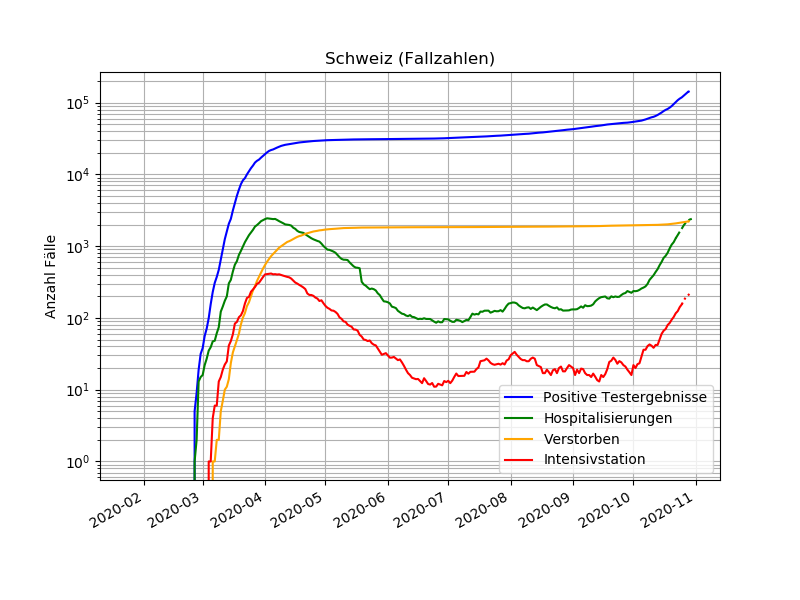 Schweiz (Fallzahlen)
Anzahl Fälle
10^5
10^4
10^3
10^2
10^1
10^0
2020-02
2020-03
2020-04
2020-05
2020-06
2020-07
2020-08
2020-09
2020-10
2020-11
Positive Testergebnisse
Hospitalisierungen
Verstorben
Intensivstation